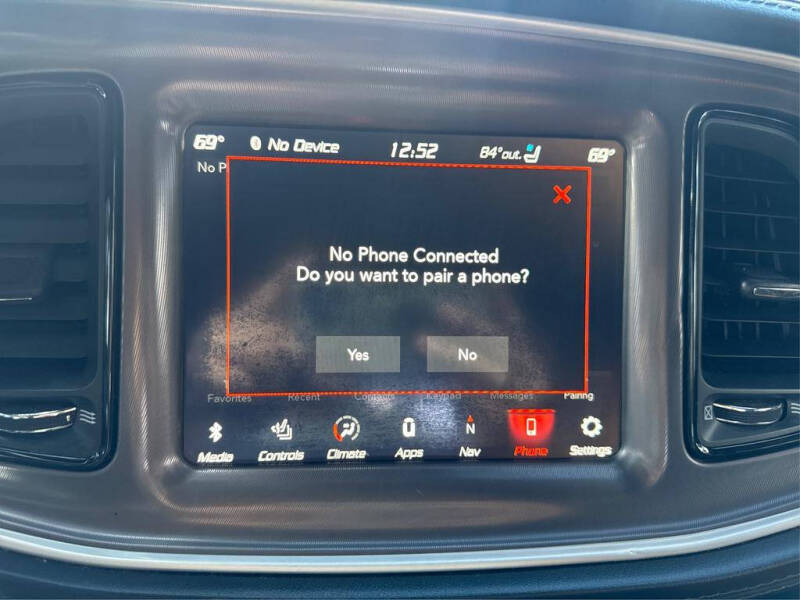 69° No Device 12:52 84°out. 69°
No P
No Phone Connected
Do you want to pair a phone?
Yes No
Favorites Recent Contacts Keypad Messages Pairing
N
Media Controls Climate Apps Nav Phone Settings